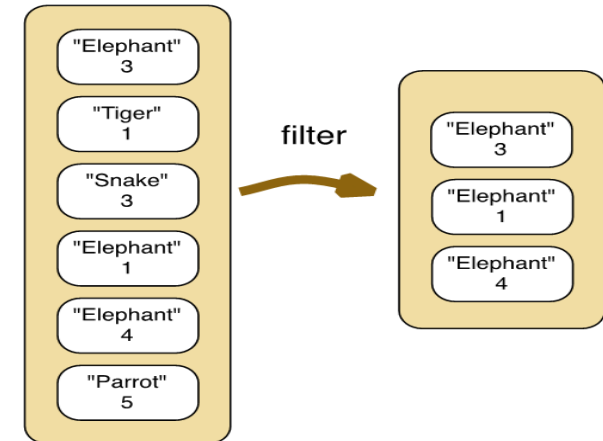 "Elephant"
3
"Tiger"
1
"Snake"
3
"Elephant"
1
"Elephant"
4
"Parrot"
5
filter
"Elephant"
3
"Elephant"
1
"Elephant"
4